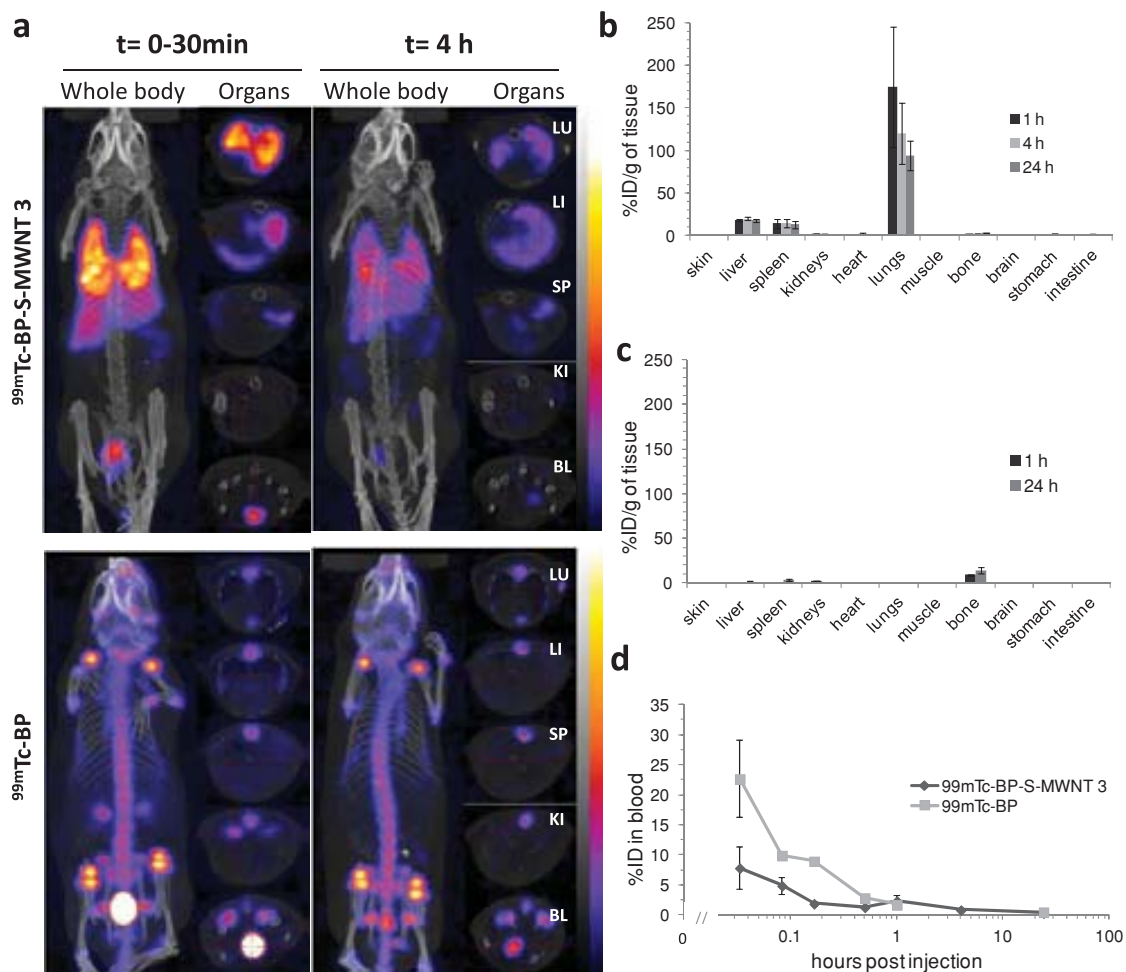 a
t= 0-30min
t= 4 h
Whole body
Organs
Whole body
Organs
99mTc-BP-S-MWNT 3
LU
LI
SP
KI
BL
99mTc-BP
LU
LI
SP
KI
BL
b
%ID/g of tissue
250
200
150
100
50
0
1 h
4 h
24 h
skin
liver
spleen
kidneys
heart
lungs
muscle
bone
brain
stomach
intestine
c
%ID/g of tissue
250
200
150
100
50
0
1 h
24 h
skin
liver
spleen
kidneys
heart
lungs
muscle
bone
brain
stomach
intestine
d
%ID in blood
35
30
25
20
15
10
5
0
99mTc-BP-S-MWNT 3
99mTc-BP
0
//
0.1
1
10
100
hours post injection